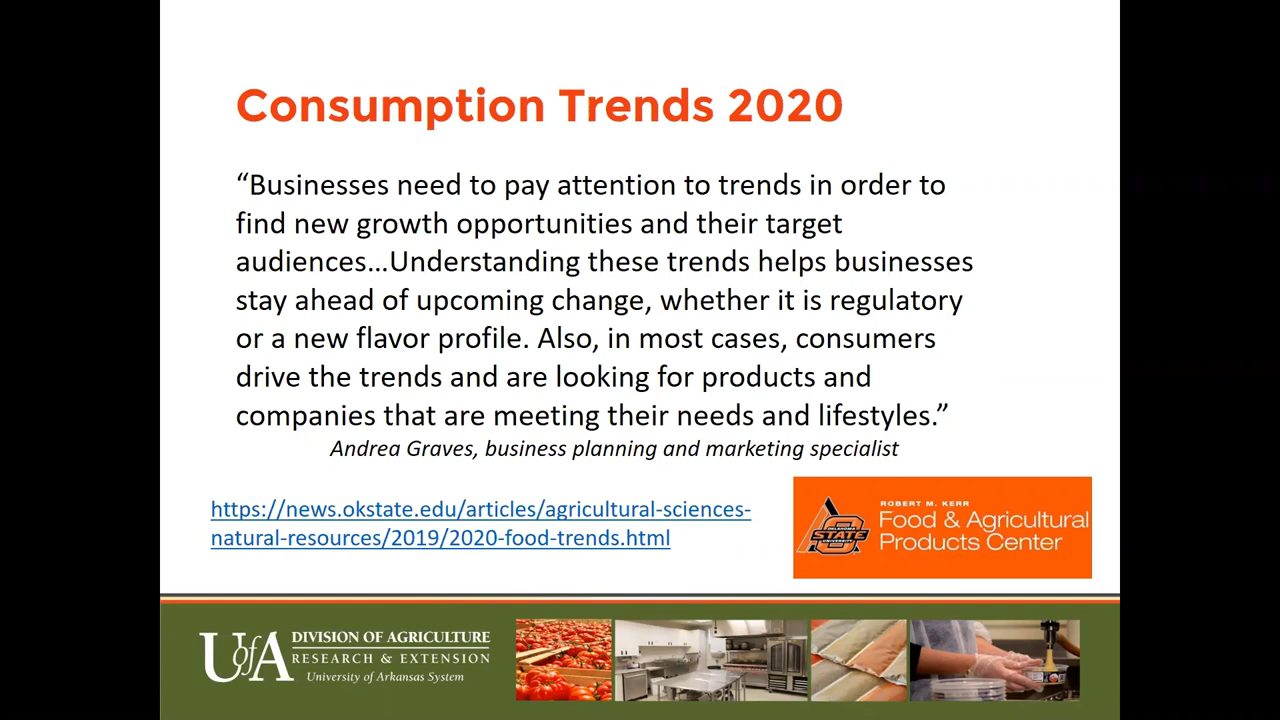 Consumption Trends 2020
“Businesses need to pay attention to trends in order to
find new growth opportunities and their target
audiences…Understanding these trends helps businesses
stay ahead of upcoming change, whether it is regulatory
or a new flavor profile. Also, in most cases, consumers
drive the trends and are looking for products and
companies that are meeting their needs and lifestyles.”
Andrea Graves, business planning and marketing specialist
https://news.okstate.edu/articles/agricultural-sciences-
natural-resources/2019/2020-food-trends.html
OKLAHOMA
STATE
UNIVERSITY
ROBERT M. KERR
Food & Agricultural
Products Center
UofA
DIVISION OF AGRICULTURE
RESEARCH & EXTENSION
University of Arkansas System